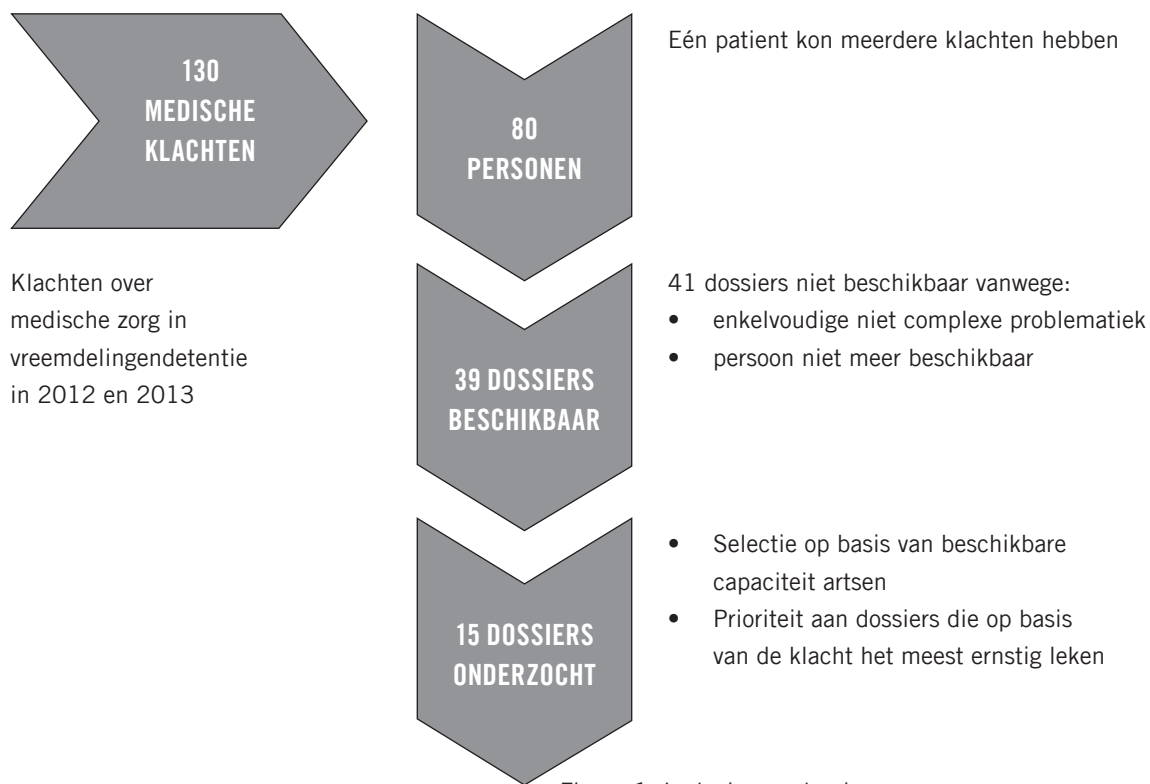 130
MEDISCHE
KLACHTEN
Klachten over
medische zorg in
vreemdelingendetentie
in 2012 en 2013
80
PERSONEN
Eén patient kon meerdere klachten hebben
39 DOSSIERS
BESCHIKBAAR
41 dossiers niet beschikbaar vanwege:
• enkelvoudige niet complexe problematiek
• persoon niet meer beschikbaar
15 DOSSIERS
ONDERZOCHT
• Selectie op basis van beschikbare
capaciteit artsen
• Prioriteit aan dossiers die op basis
van de klacht het meest ernstig leken